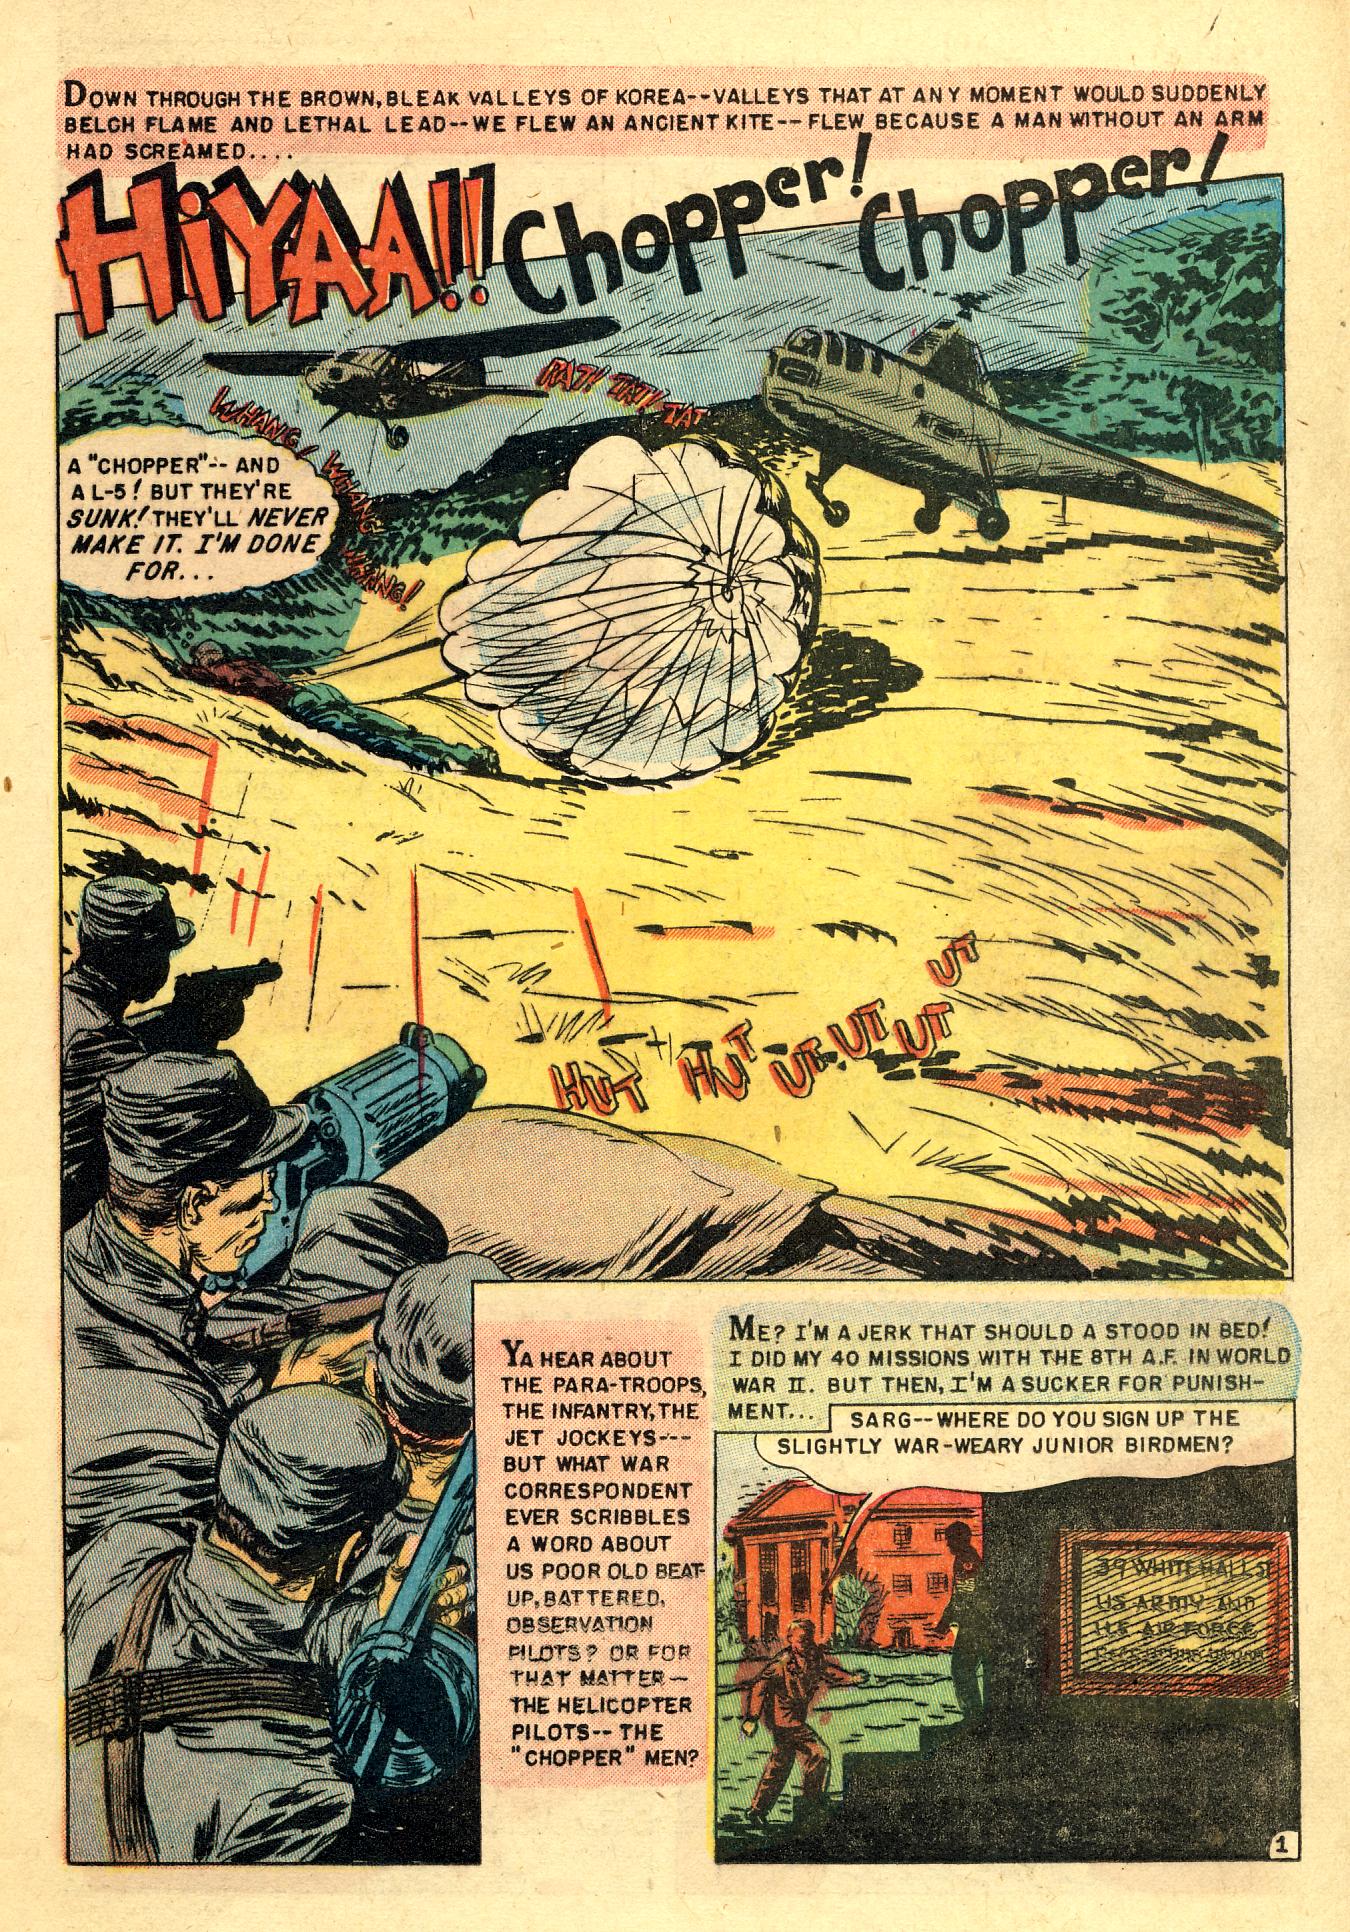 DOWN THROUGH THE BROWN, BLEAK VALLEYS OF KOREA--VALLEYS THAT AT ANY MOMENT WOULD SUDDENLY
BELCH FLAME AND LETHAL LEAD--WE FLEW AN ANCIENT KITE--FLEW BECAUSE A MAN WITHOUT AN ARM
HAD SCREAMED....
HiYAA!! Chopper! Chopper!
RAT! TAT! TAT
WHANG! WHANG! WHANG!
A "CHOPPER"-- AND
A L-5! BUT THEY'RE
SUNK! THEY'LL NEVER
MAKE IT. I'M DONE
FOR...
HUT HUT UT UT UT UT
YA HEAR ABOUT
THE PARA-TROOPS,
THE INFANTRY, THE
JET JOCKEYS---
BUT WHAT WAR
CORRESPONDENT
EVER SCRIBBLES
A WORD ABOUT
US POOR OLD BEAT-
UP, BATTERED,
OBSERVATION
PILOTS? OR FOR
THAT MATTER--
THE HELICOPTER
PILOTS-- THE
"CHOPPER" MEN?
ME? I'M A JERK THAT SHOULD A STOOD IN BED!
I DID MY 40 MISSIONS WITH THE 8TH A.F. IN WORLD
WAR II. BUT THEN, I'M A SUCKER FOR PUNISH-
MENT...
SARG--WHERE DO YOU SIGN UP THE
SLIGHTLY WAR-WEARY JUNIOR BIRDMEN?
39 WHITEHALL ST
US ARMY AND
U.S. AIR FORCE
1